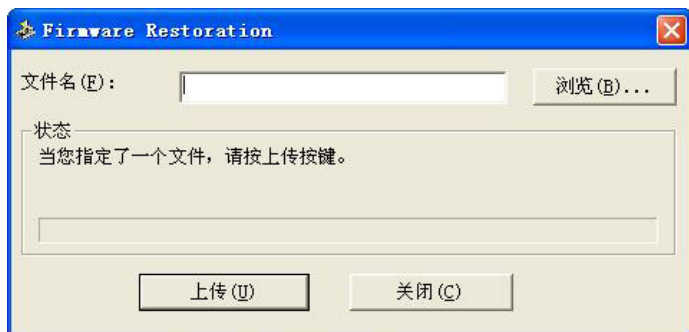 Firmware Restoration
文件名(F): 浏览(B)...
状态
当您指定了一个文件，请按上传按键。
上传(U) 关闭(C)